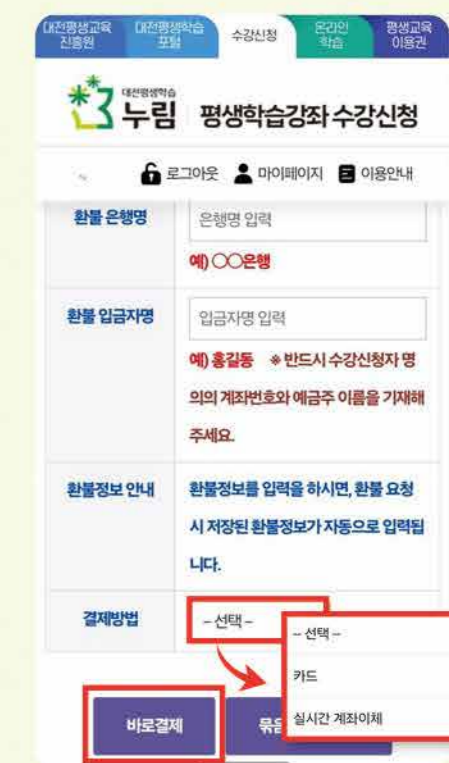 대전평생교육
진흥원
대전평생학습
포털
수강신청
온라인
학습
평생교육
이용권
대전평생학습
누림 평생학습강좌 수강신청
로그아웃 마이페이지 이용안내
환불 은행명
은행명 입력
예) ○○은행
환불 입금자명
입금자명 입력
예) 홍길동 ※ 반드시 수강신청자 명
의의 계좌번호와 예금주 이름을 기재해
주세요.
환불정보 안내
환불정보를 입력을 하시면, 환불 요청
시 저장된 환불정보가 자동으로 입력됩
니다.
결제방법
- 선택 -
- 선택 -
카드
실시간 계좌이체
바로결제
묶음